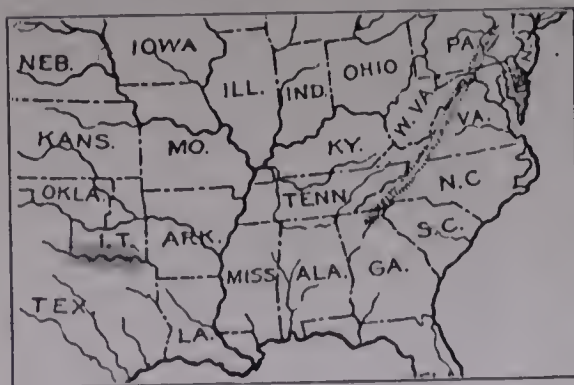 NEB.
IOWA
ILL.
IND.
OHIO
PA.
W. VA.
VA.
KANS.
MO.
KY.
OKLA.
I.T.
ARK.
TENN.
N.C
S.C.
MISS
ALA.
GA.
TEX.
LA.